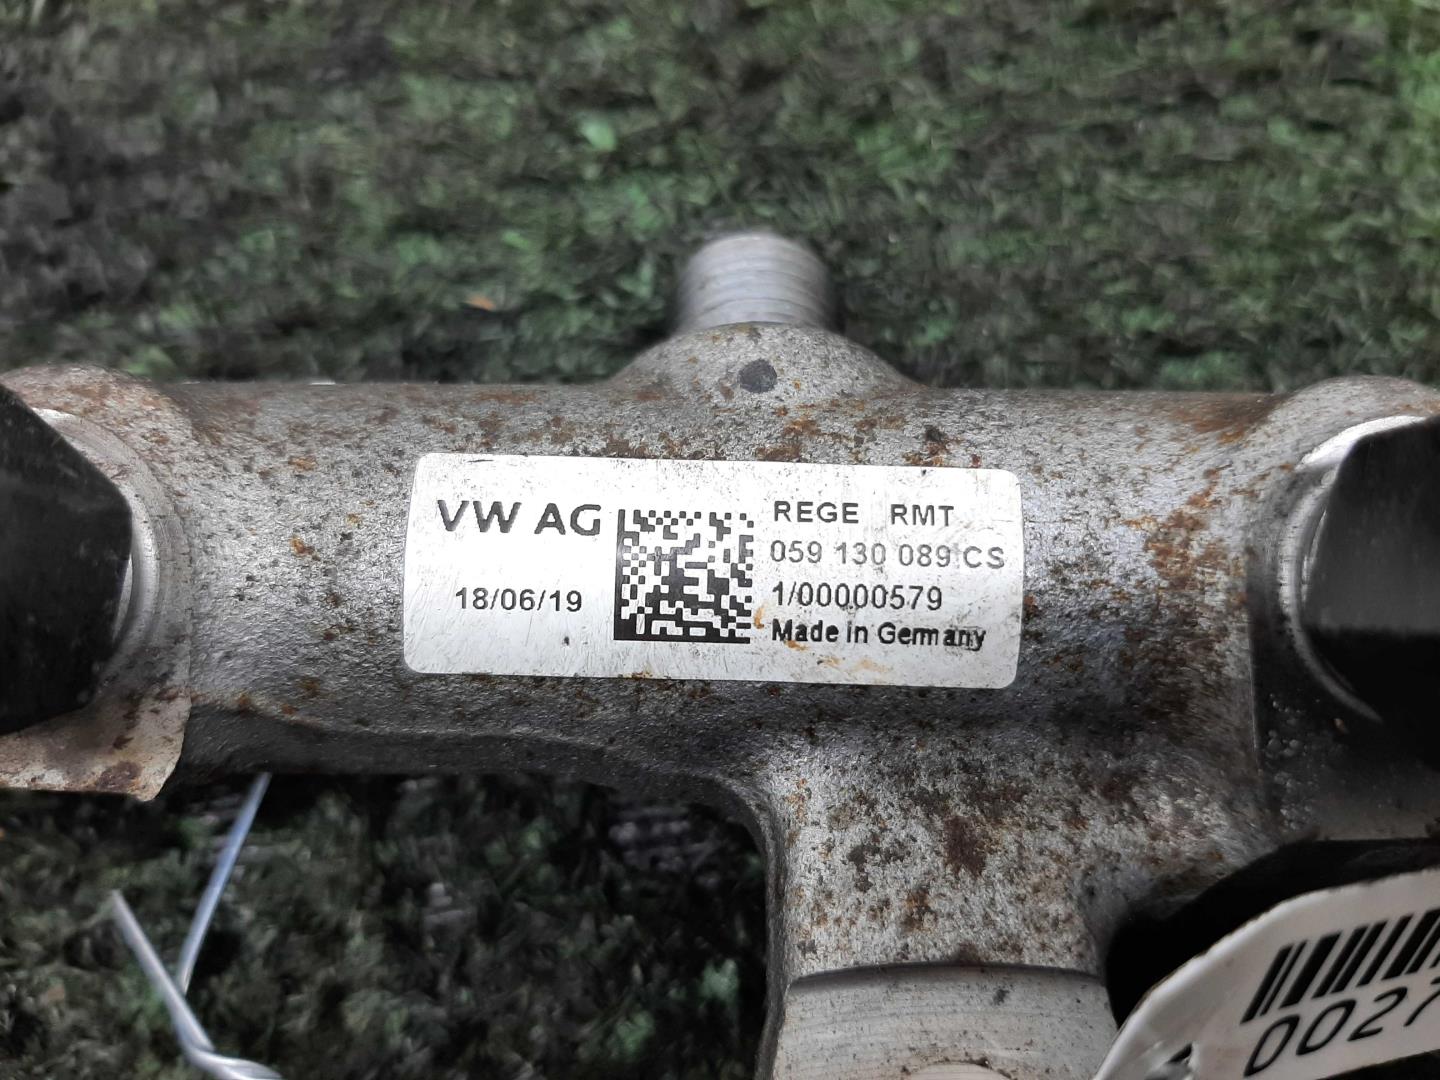 VW AG
18/06/19
REGE RMT
059 130 089 CS
1/00000579
Made in Germany
0027